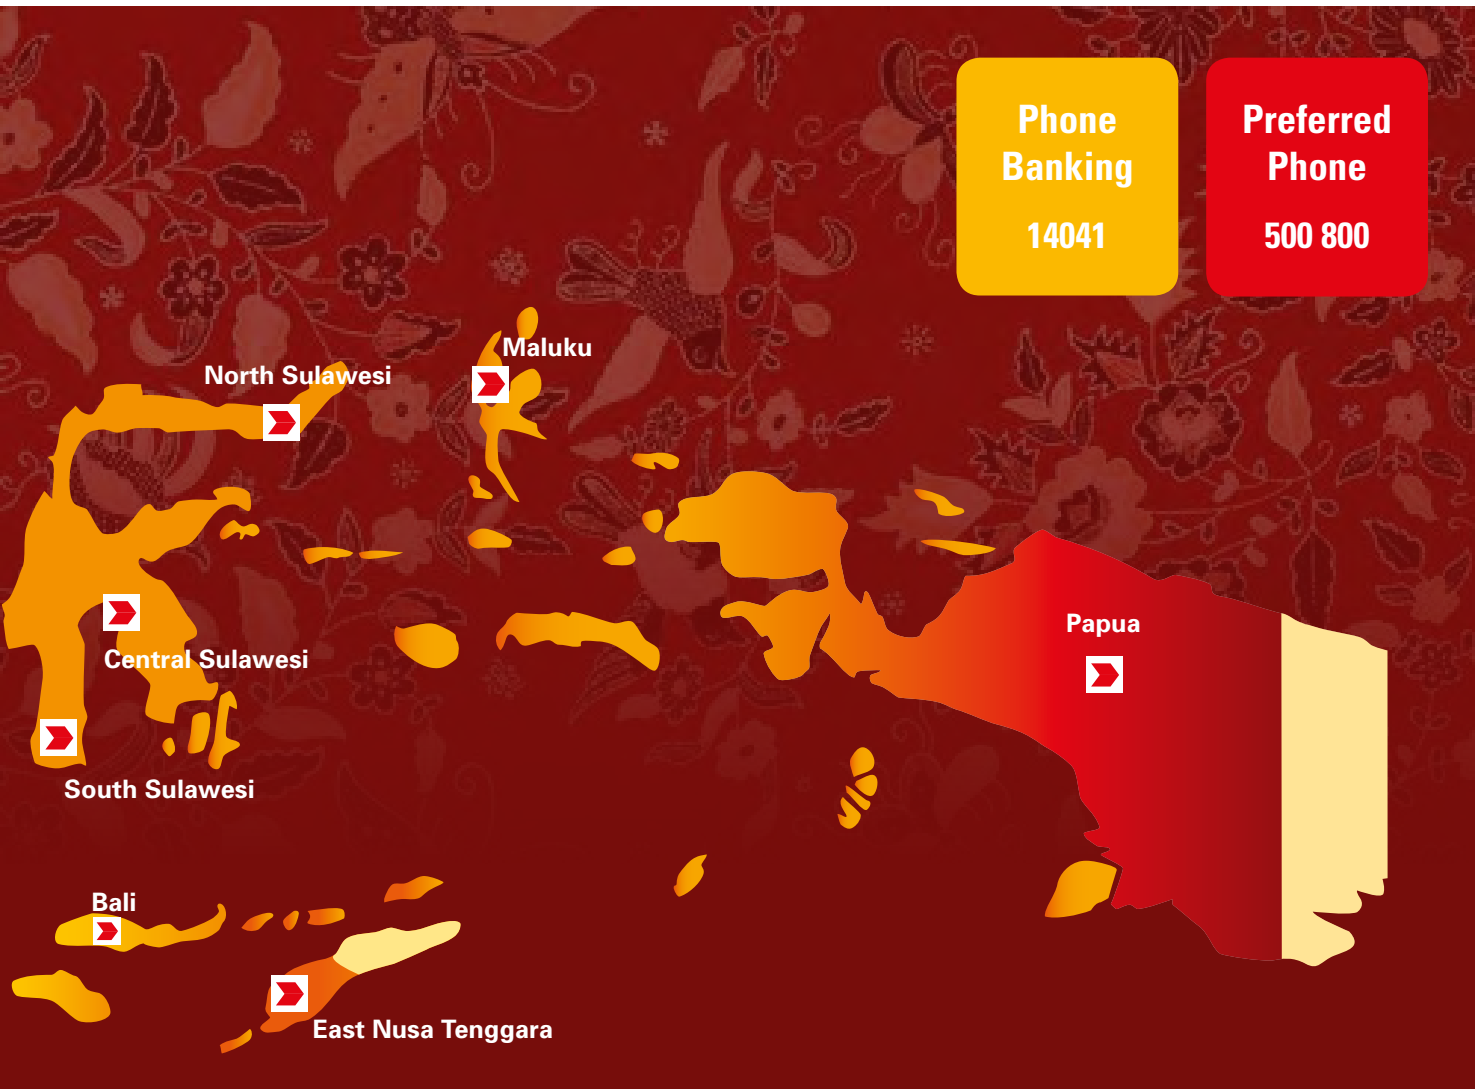 Phone
Banking
14041
Preferred
Phone
500 800
Maluku
North Sulawesi
Papua
Central Sulawesi
South Sulawesi
Bali
East Nusa Tenggara